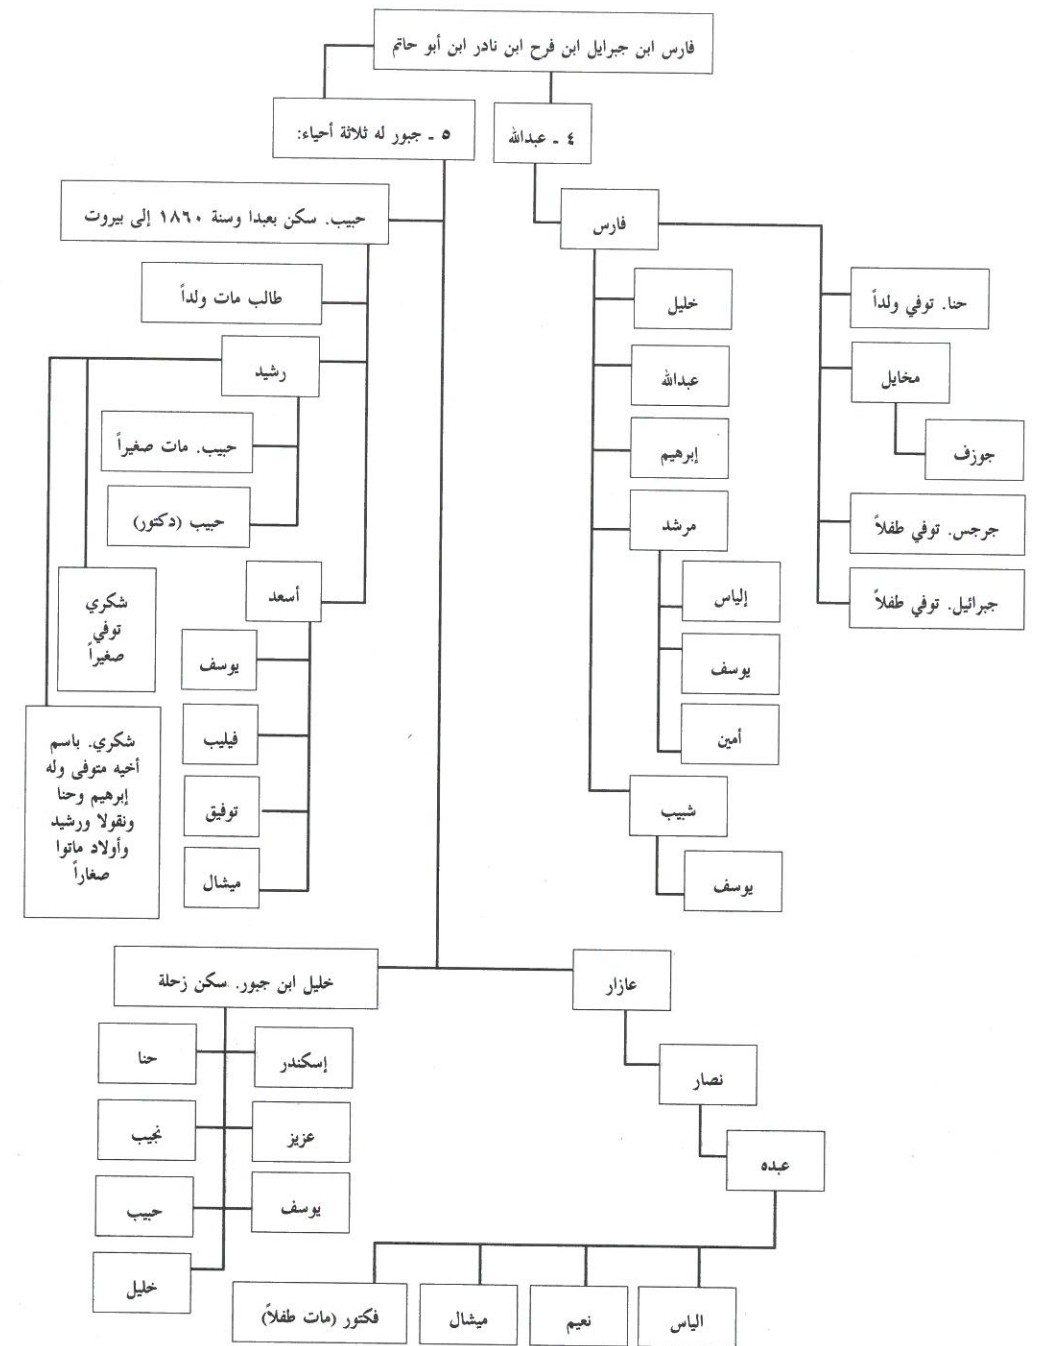 فارس ابن جبرايل ابن فرح ابن نادر ابن أبو حاتم
٤ ـ عبدالله
٥ ـ جبور له ثلاثة أحياء:
فارس
خليل
عبدالله
إبرهيم
مرشد
إلياس
يوسف
أمين
شبيب
يوسف
حنا. توفي ولداً
مخايل
جوزف
جرجس. توفي طفلاً
جبرائيل. توفي طفلاً
حبيب. سكن بعبدا وسنة ١٨٦٠ إلى بيروت
طالب مات ولداً
رشيد
حبيب. مات صغيراً
حبيب (دكتور)
شكري
توفي
صغيراً
شكري. باسم
أخيه متوفى وله
إبرهيم وحنا
ونقولا ورشيد
وأولاد ماتوا
صغاراً
أسعد
يوسف
فيليب
توفيق
ميشال
عازار
نصار
عبده
الياس
نعيم
ميشال
فكتور (مات طفلاً)
خليل ابن جبور. سكن زحلة
إسكندر
حنا
عزيز
نجيب
يوسف
حبيب
خليل